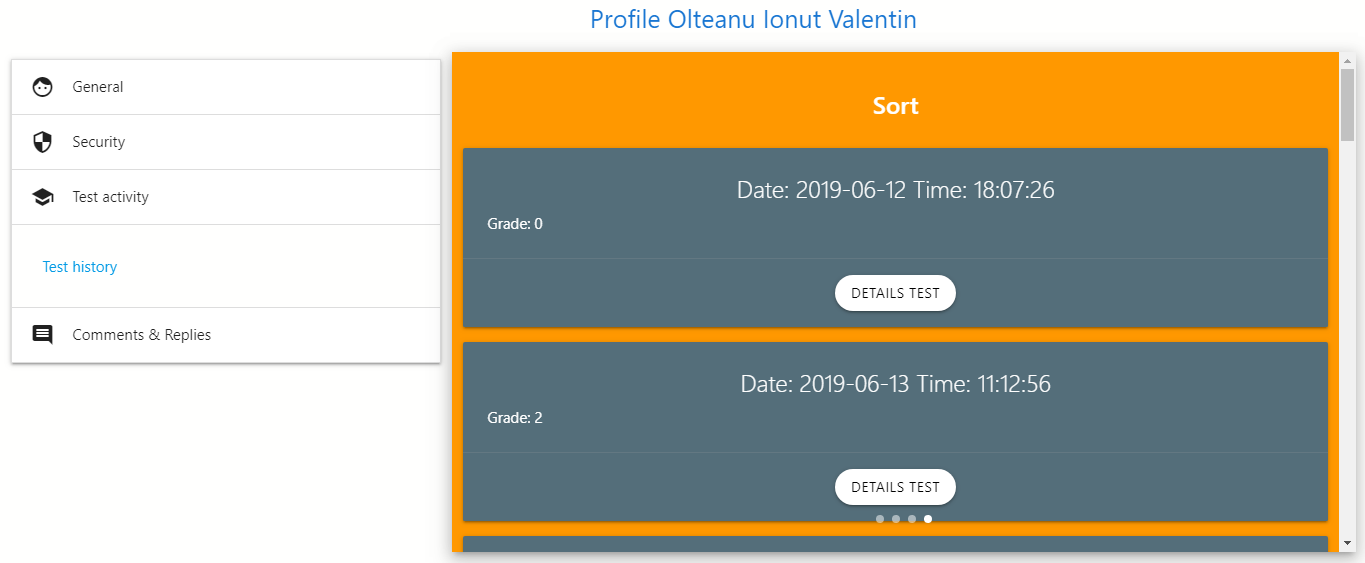 Profile Olteanu Ionut Valentin
General
Security
Test activity
Test history
Comments & Replies
Sort
Date: 2019-06-12 Time: 18:07:26
Grade: 0
DETAILS TEST
Date: 2019-06-13 Time: 11:12:56
Grade: 2
DETAILS TEST